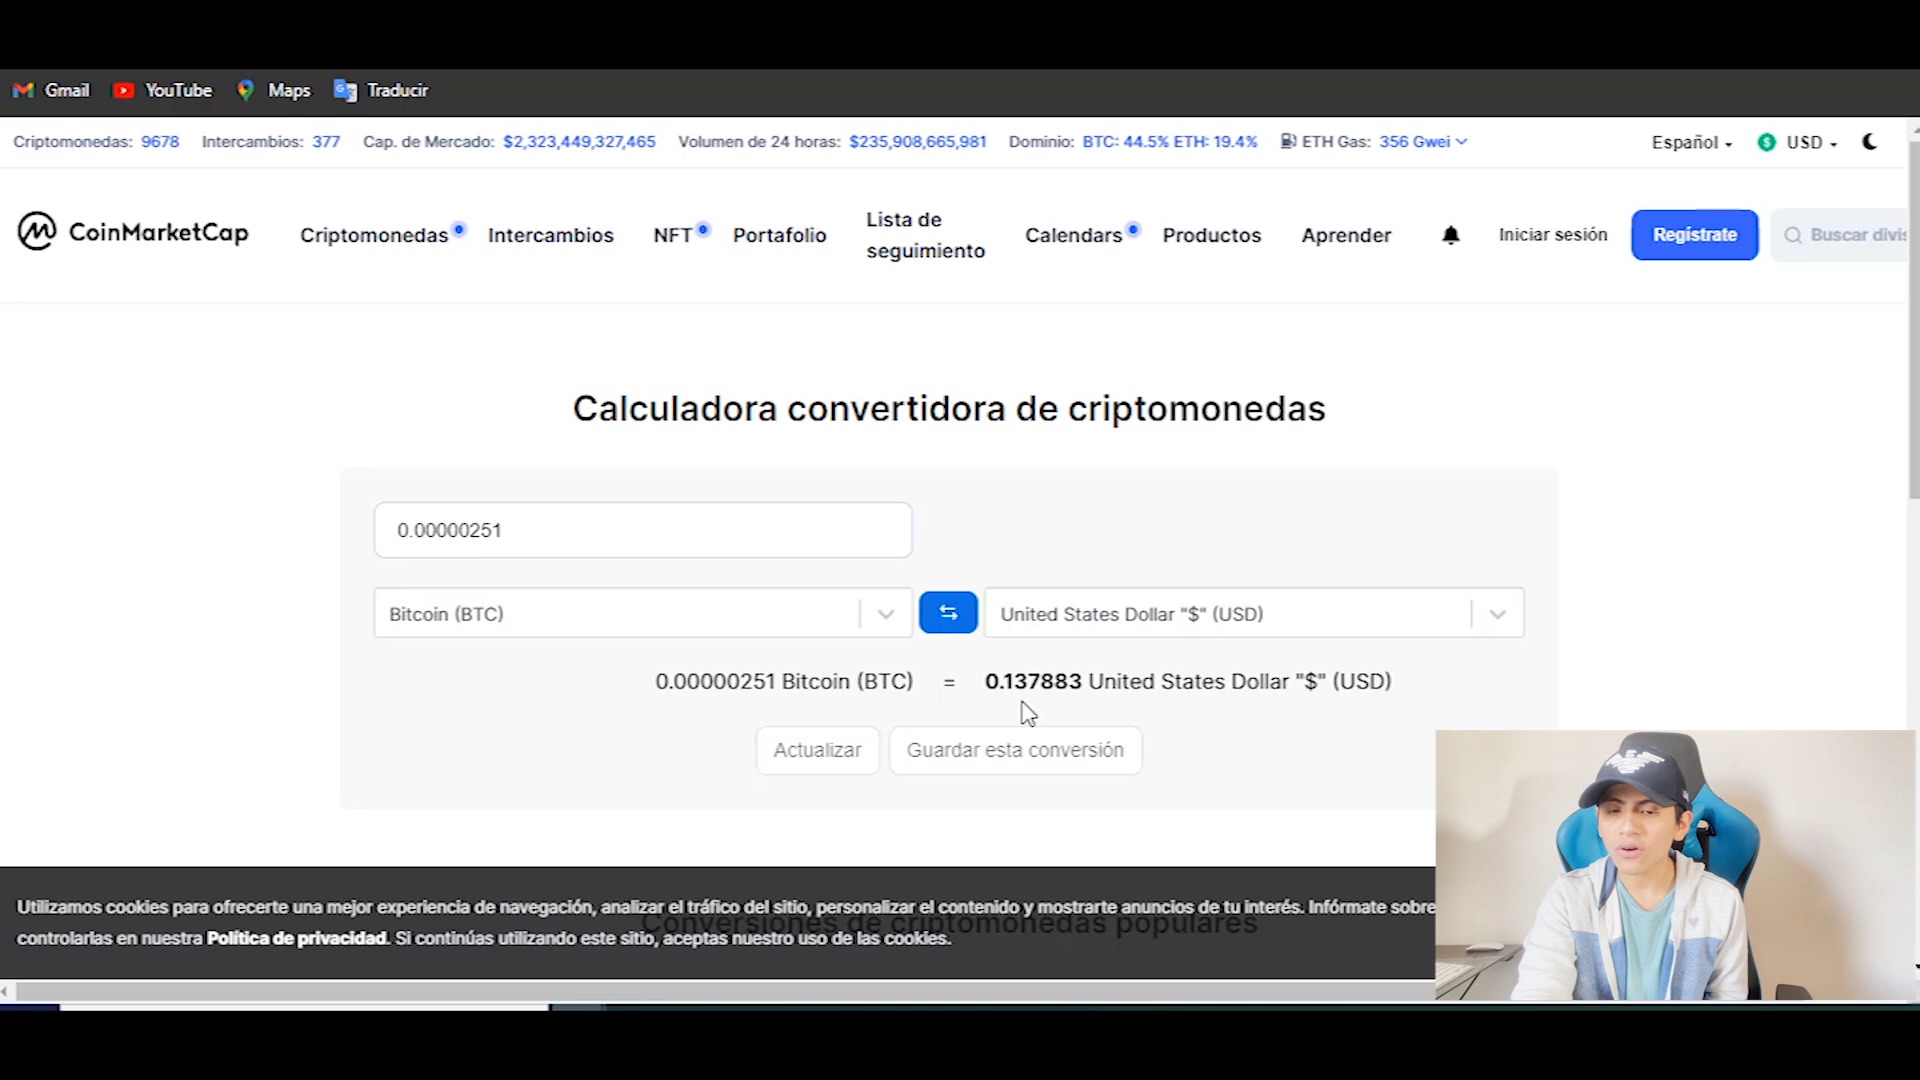 Gmail YouTube Maps Traducir
Criptomonedas: 9678 Intercambios: 377 Cap. de Mercado: $2,323,449,327,465 Volumen de 24 horas: $235,908,665,981 Dominio: BTC: 44.5% ETH: 19.4% ETH Gas: 356 Gwei Español USD
CoinMarketCap Criptomonedas Intercambios NFT Portafolio Lista de seguimiento Calendars Productos Aprender Iniciar sesión Regístrate Buscar divis
Calculadora convertidora de criptomonedas
0.00000251
Bitcoin (BTC) United States Dollar "$" (USD)
0.00000251 Bitcoin (BTC) = 0.137883 United States Dollar "$" (USD)
Actualizar Guardar esta conversión
Utilizamos cookies para ofrecerte una mejor experiencia de navegación, analizar el tráfico del sitio, personalizar el contenido y mostrarte anuncios de tu interés. Infórmate sobre
Conversiones de criptomonedas populares
controlarlas en nuestra Política de privacidad. Si continúas utilizando este sitio, aceptas nuestro uso de las cookies.